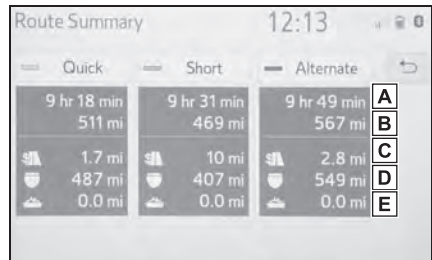 Route Summary 12:13
Quick Short Alternate
9 hr 18 min 9 hr 31 min 9 hr 49 min A
511 mi 469 mi 567 mi B
1.7 mi 10 mi 2.8 mi C
487 mi 407 mi 549 mi D
0.0 mi 0.0 mi 0.0 mi E